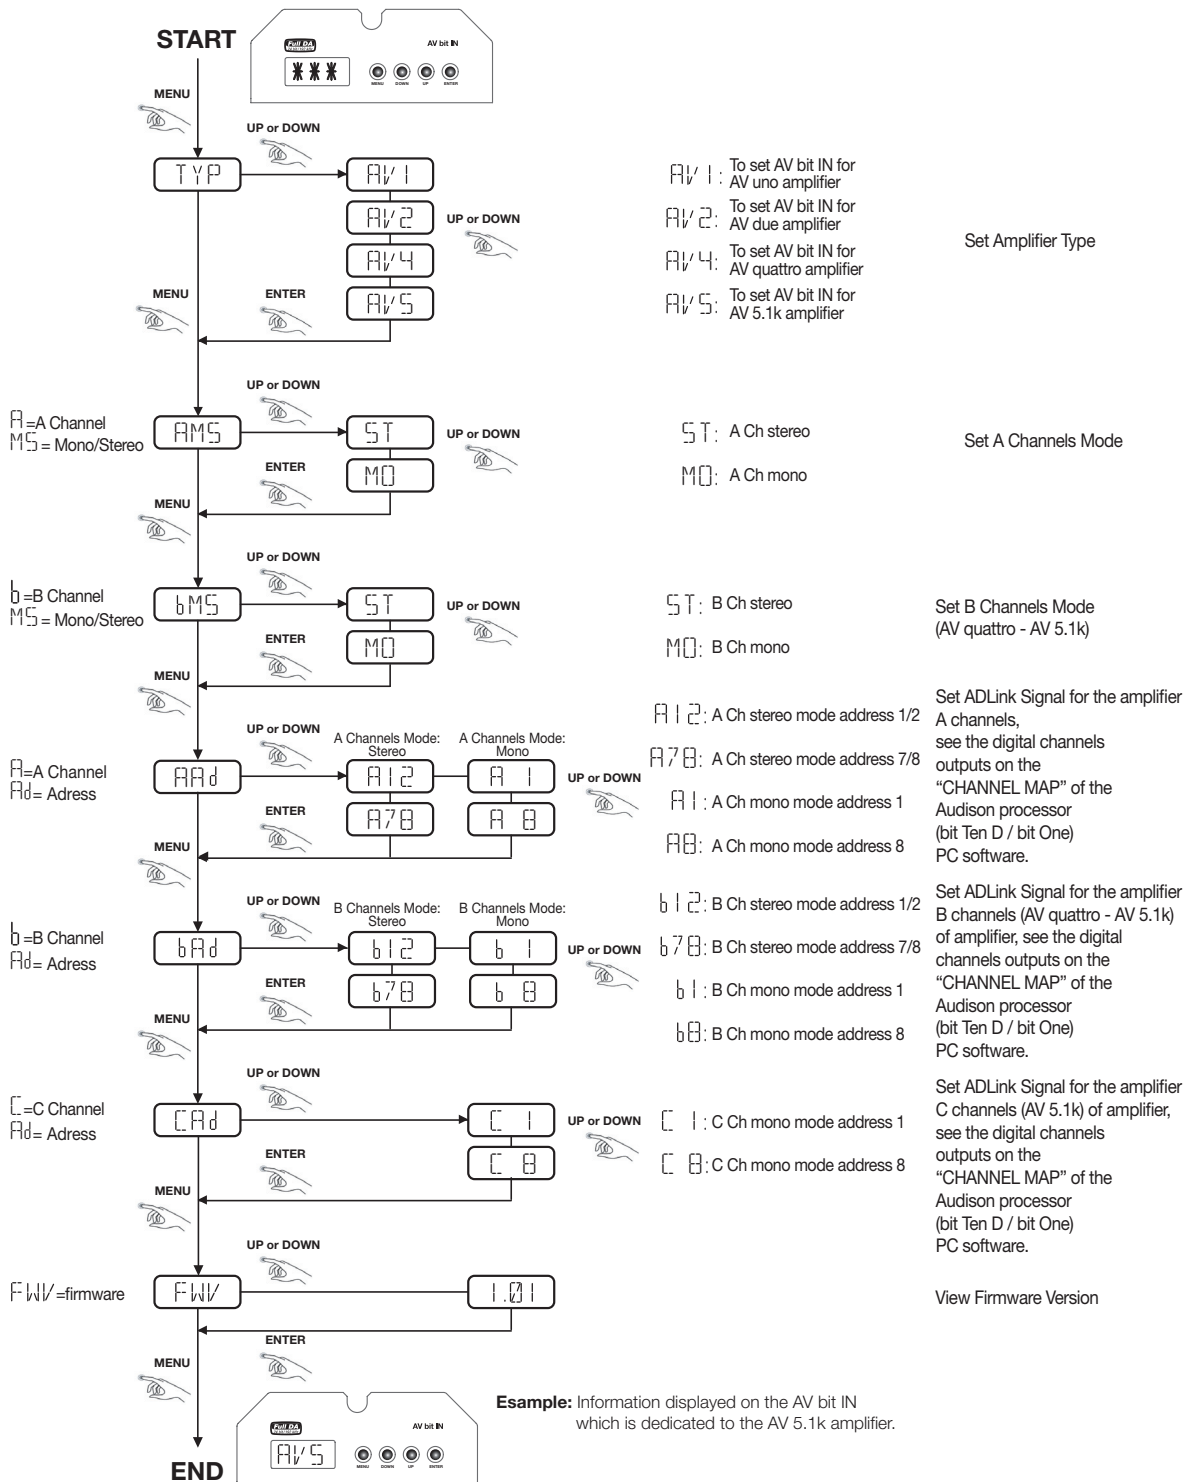 START
Full DA
AV bit IN
***
MENU DOWN UP ENTER
MENU
UP or DOWN
TYP
AV1
AV2
AV4
AV5
UP or DOWN
MENU
ENTER
AV1: To set AV bit IN for
AV uno amplifier
AV2: To set AV bit IN for
AV due amplifier
AV4: To set AV bit IN for
AV quattro amplifier
AV5: To set AV bit IN for
AV 5.1k amplifier
Set Amplifier Type
UP or DOWN
A=A Channel
MS= Mono/Stereo
AMS
ST
MO
UP or DOWN
ENTER
MENU
ST: A Ch stereo
MO: A Ch mono
Set A Channels Mode
UP or DOWN
b=B Channel
MS= Mono/Stereo
bMS
ST
MO
UP or DOWN
ENTER
MENU
ST: B Ch stereo
MO: B Ch mono
Set B Channels Mode
(AV quattro - AV 5.1k)
UP or DOWN
A Channels Mode:
Stereo
A Channels Mode:
Mono
A=A Channel
Ad= Adress
AAd
A12
A 1
A78
A 8
UP or DOWN
ENTER
MENU
A12: A Ch stereo mode address 1/2
A78: A Ch stereo mode address 7/8
A1: A Ch mono mode address 1
A8: A Ch mono mode address 8
Set ADLink Signal for the amplifier
A channels,
see the digital channels
outputs on the
“CHANNEL MAP” of the
Audison processor
(bit Ten D / bit One)
PC software.
UP or DOWN
B Channels Mode:
Stereo
B Channels Mode:
Mono
b=B Channel
Ad= Adress
bAd
b12
b 1
b78
b 8
UP or DOWN
ENTER
MENU
b12: B Ch stereo mode address 1/2
b78: B Ch stereo mode address 7/8
b1: B Ch mono mode address 1
b8: B Ch mono mode address 8
Set ADLink Signal for the amplifier
B channels (AV quattro - AV 5.1k)
of amplifier, see the digital
channels outputs on the
“CHANNEL MAP” of the
Audison processor
(bit Ten D / bit One)
PC software.
UP or DOWN
C=C Channel
Ad= Adress
CAd
C 1
C 8
UP or DOWN
ENTER
MENU
C 1: C Ch mono mode address 1
C 8: C Ch mono mode address 8
Set ADLink Signal for the amplifier
C channels (AV 5.1k) of amplifier,
see the digital channels
outputs on the
“CHANNEL MAP” of the
Audison processor
(bit Ten D / bit One)
PC software.
UP or DOWN
FWV=firmware
FWV
1.01
View Firmware Version
ENTER
MENU
Full DA
AV bit IN
AV5
MENU DOWN UP ENTER
END
Esample: Information displayed on the AV bit IN
which is dedicated to the AV 5.1k amplifier.